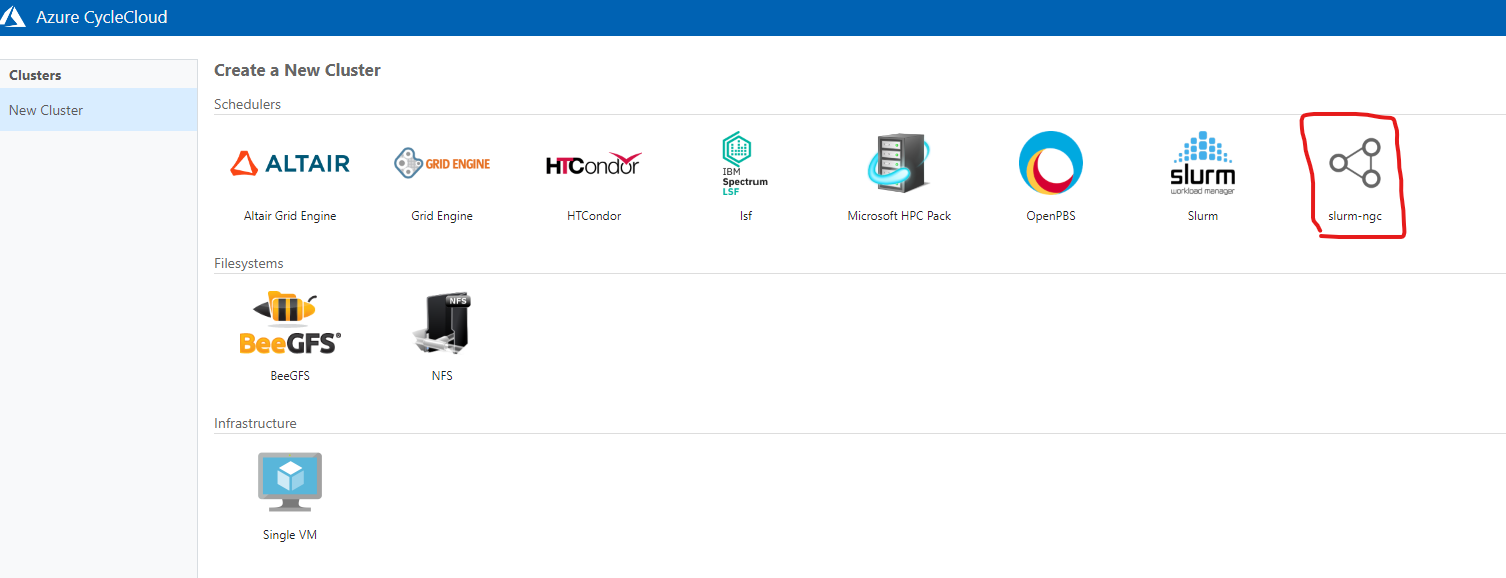 Azure CycleCloud
Clusters
New Cluster
Create a New Cluster
Schedulers
ALTAIR
GRID ENGINE
HTCondor
IBM
Spectrum
LSF
slurm
workload manager
Altair Grid Engine
Grid Engine
HTCondor
lsf
Microsoft HPC Pack
OpenPBS
Slurm
slurm-ngc
Filesystems
BeeGFS®
NFS
BeeGFS
NFS
Infrastructure
Single VM